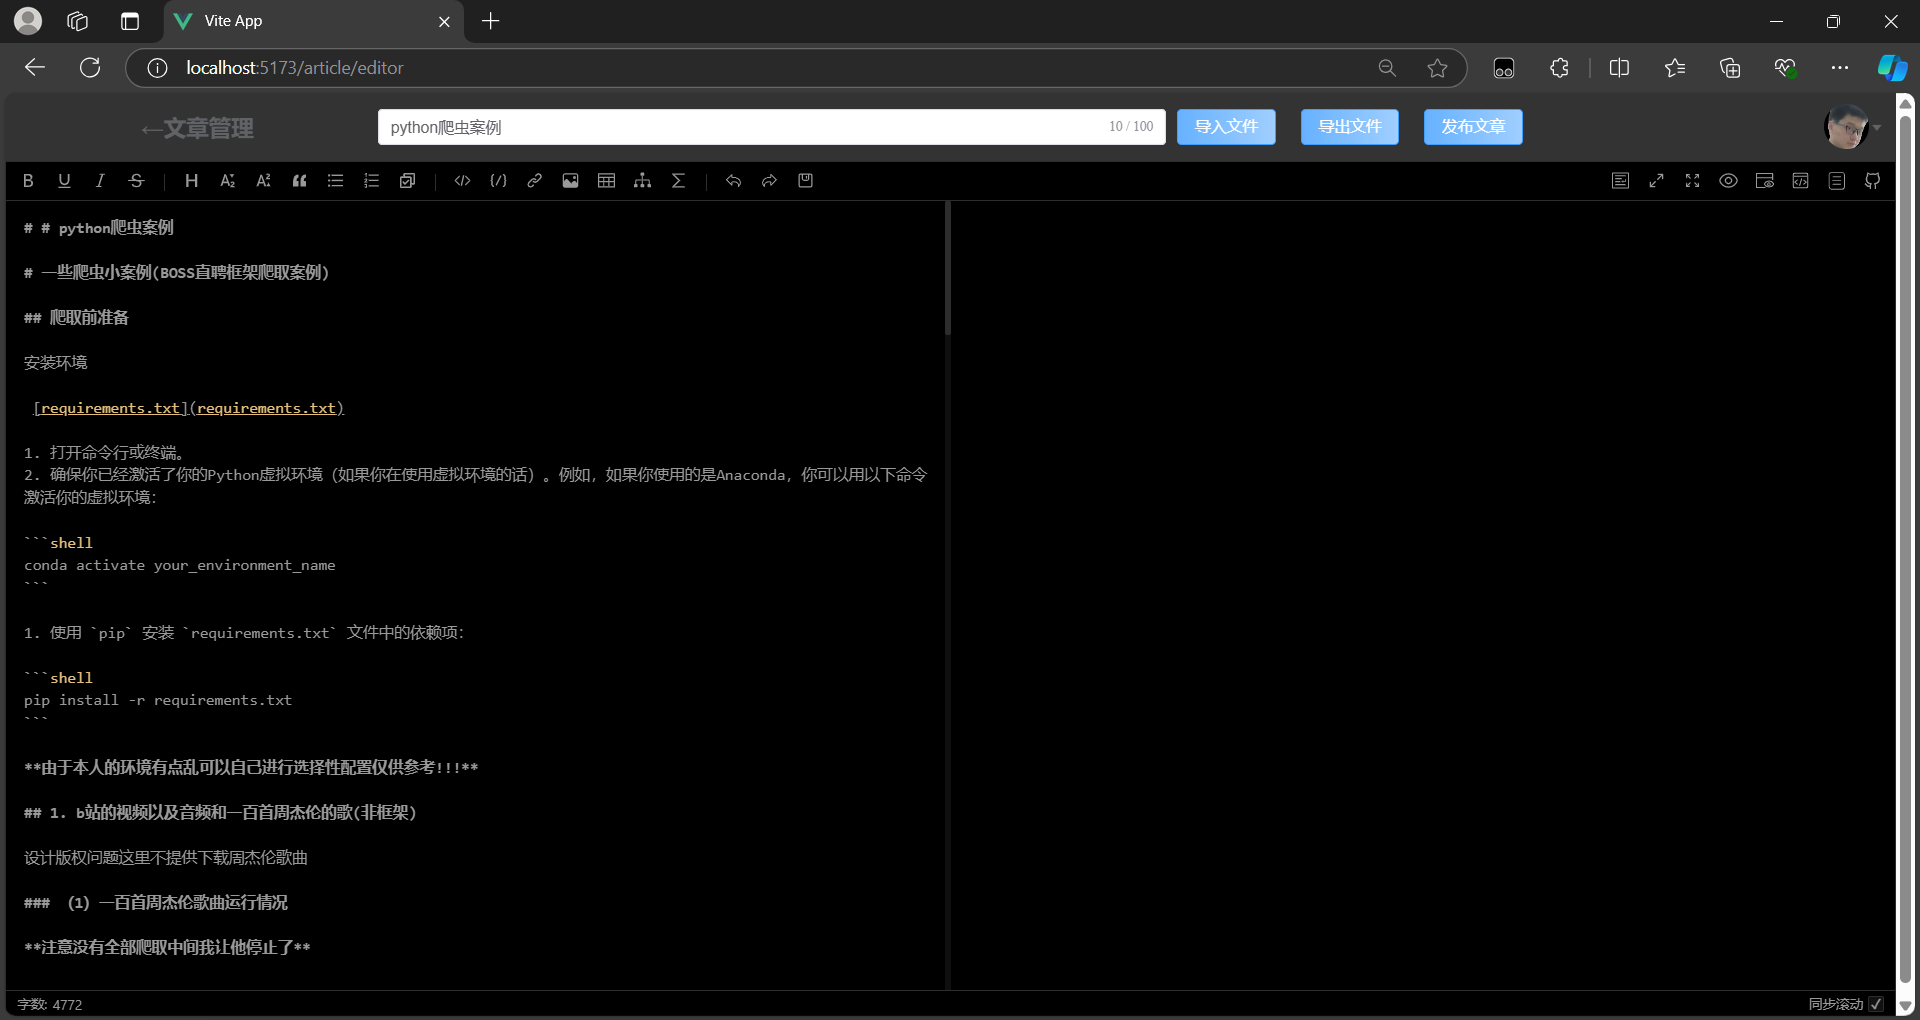 Vite App
localhost:5173/article/editor
←文章管理
python爬虫案例
10 / 100
导入文件
导出文件
发布文章
# # python爬虫案例
# 一些爬虫小案例(BOSS直聘框架爬取案例)
## 爬取前准备
安装环境
[requirements.txt](requirements.txt)
1. 打开命令行或终端。
2. 确保你已经激活了你的Python虚拟环境（如果你在使用虚拟环境的话）。例如，如果你使用的是Anaconda，你可以用以下命令
激活你的虚拟环境：
```shell
conda activate your_environment_name
```
1. 使用 `pip` 安装 `requirements.txt` 文件中的依赖项：
```shell
pip install -r requirements.txt
```
**由于本人的环境有点乱可以自己进行选择性配置仅供参考!!!**
## 1. b站的视频以及音频和一百首周杰伦的歌(非框架)
设计版权问题这里不提供下载周杰伦歌曲
### （1）一百首周杰伦歌曲运行情况
**注意没有全部爬取中间我让他停止了**
字数: 4772
同步滚动